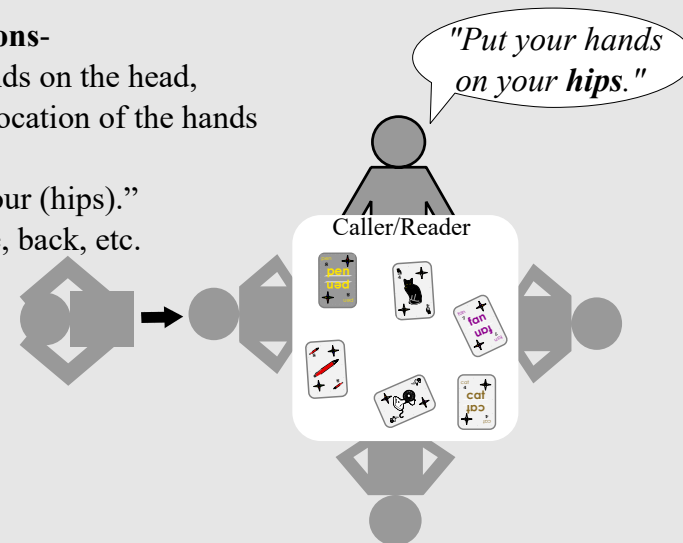 ons-
ds on the head,
ocation of the hands
our (hips).”
, back, etc.
"Put your hands
on your hips."
Caller/Reader
pen
pen
fan
fan
cat
cat